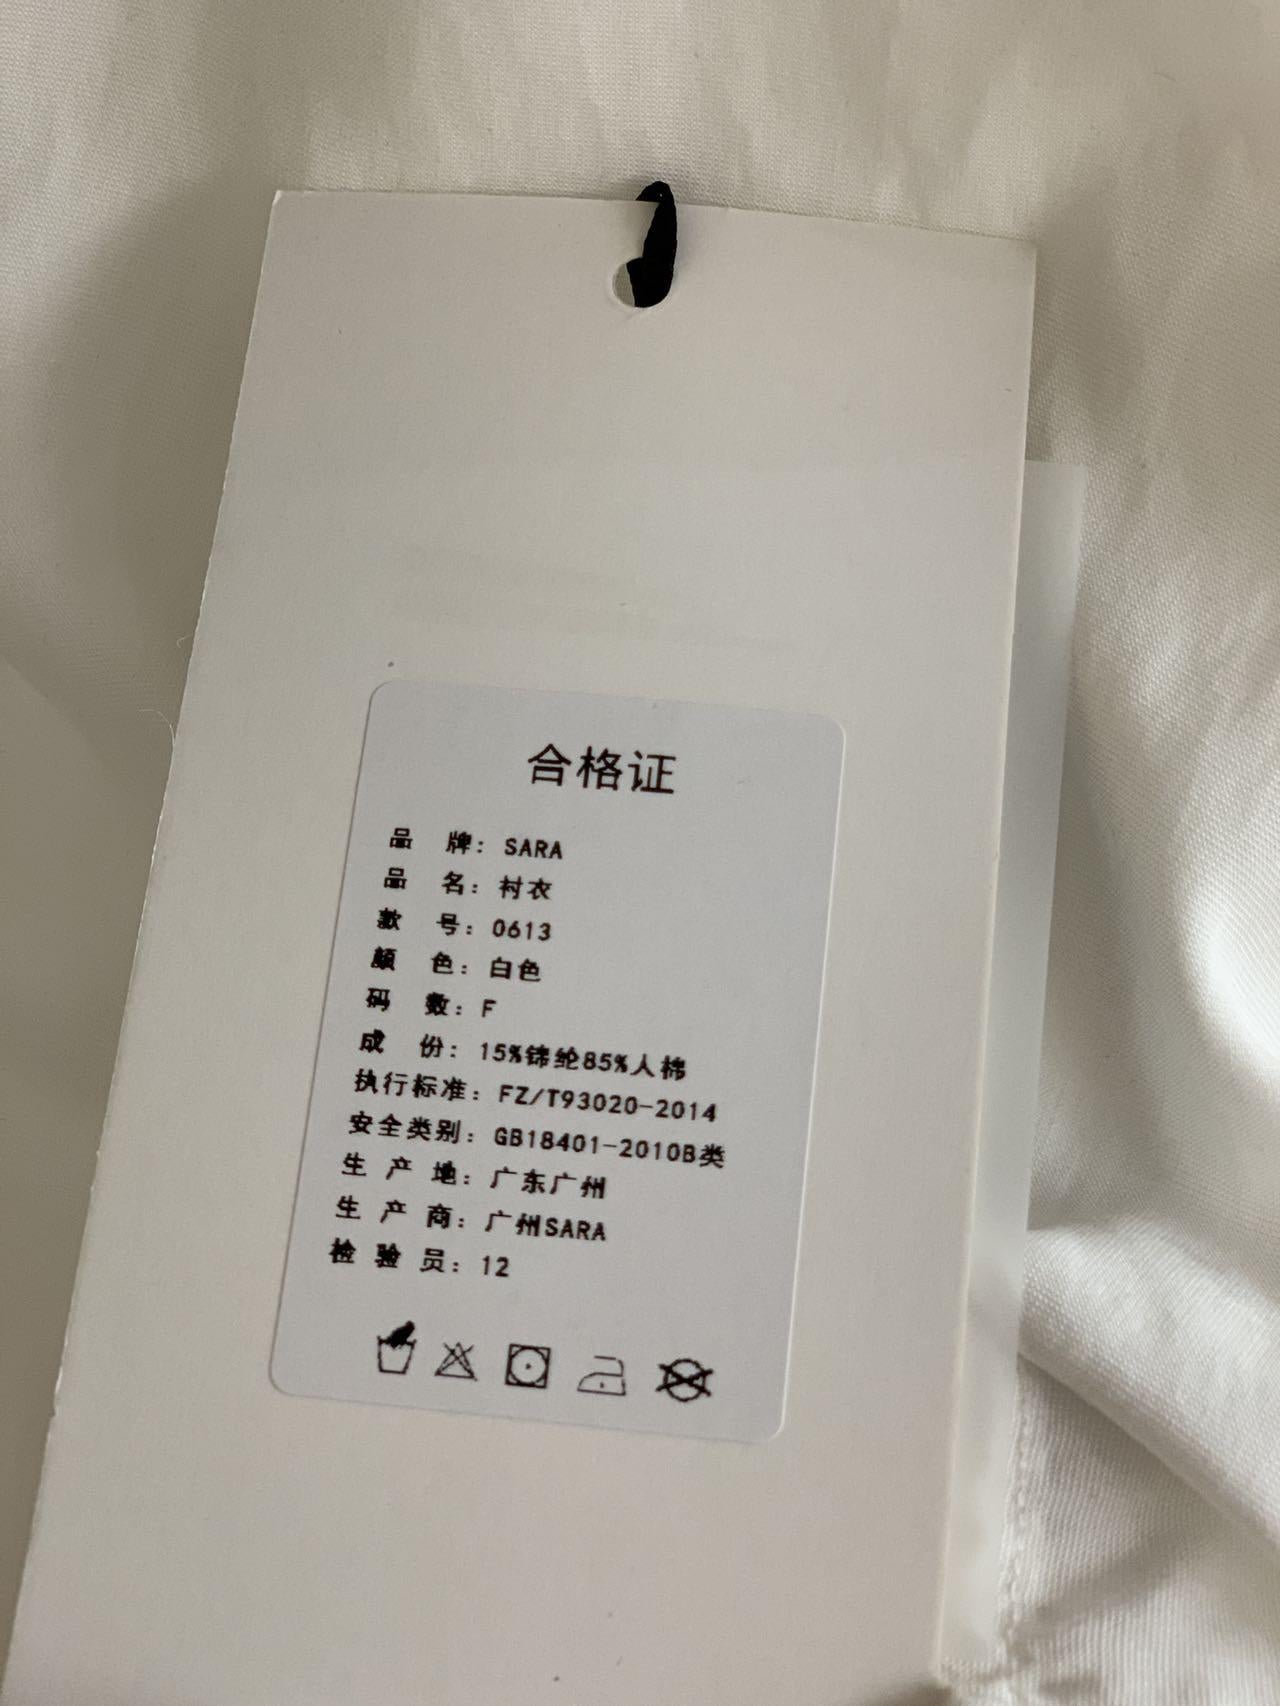 合格证
品 牌：SARA
品 名：衬衣
款 号：0613
颜 色：白色
码 数：F
成 份：15%锦纶85%人棉
执行标准：FZ/T93020-2014
安全类别：GB18401-2010B类
生 产 地：广东广州
生 产 商：广州SARA
检 验 员：12